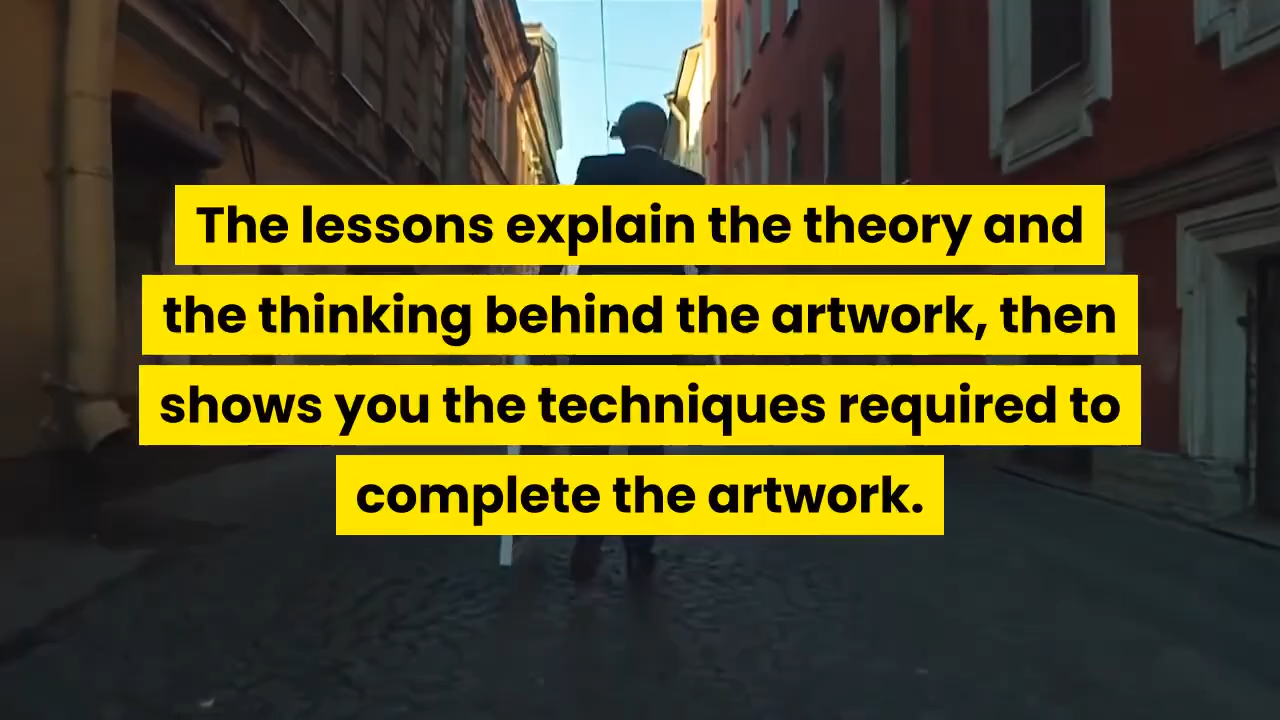 The lessons explain the theory and
the thinking behind the artwork, then
shows you the techniques required to
complete the artwork.